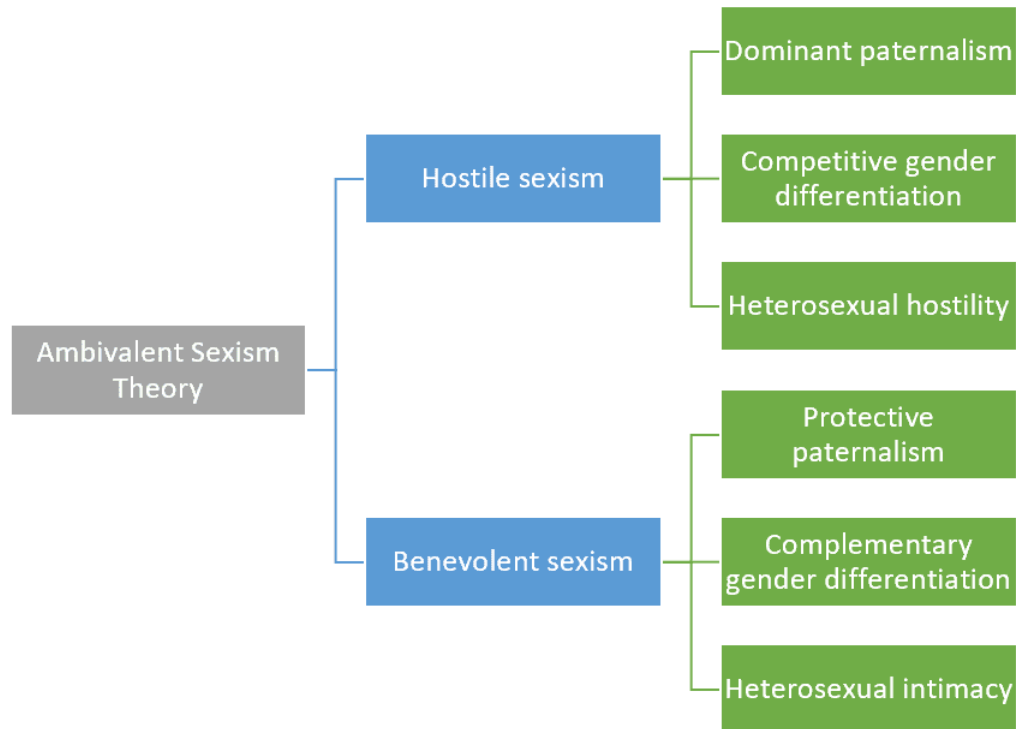 Dominant paternalism
Competitive gender
differentiation
Hostile sexism
Heterosexual hostility
Ambivalent Sexism
Theory
Protective
paternalism
Complementary
gender differentiation
Benevolent sexism
Heterosexual intimacy